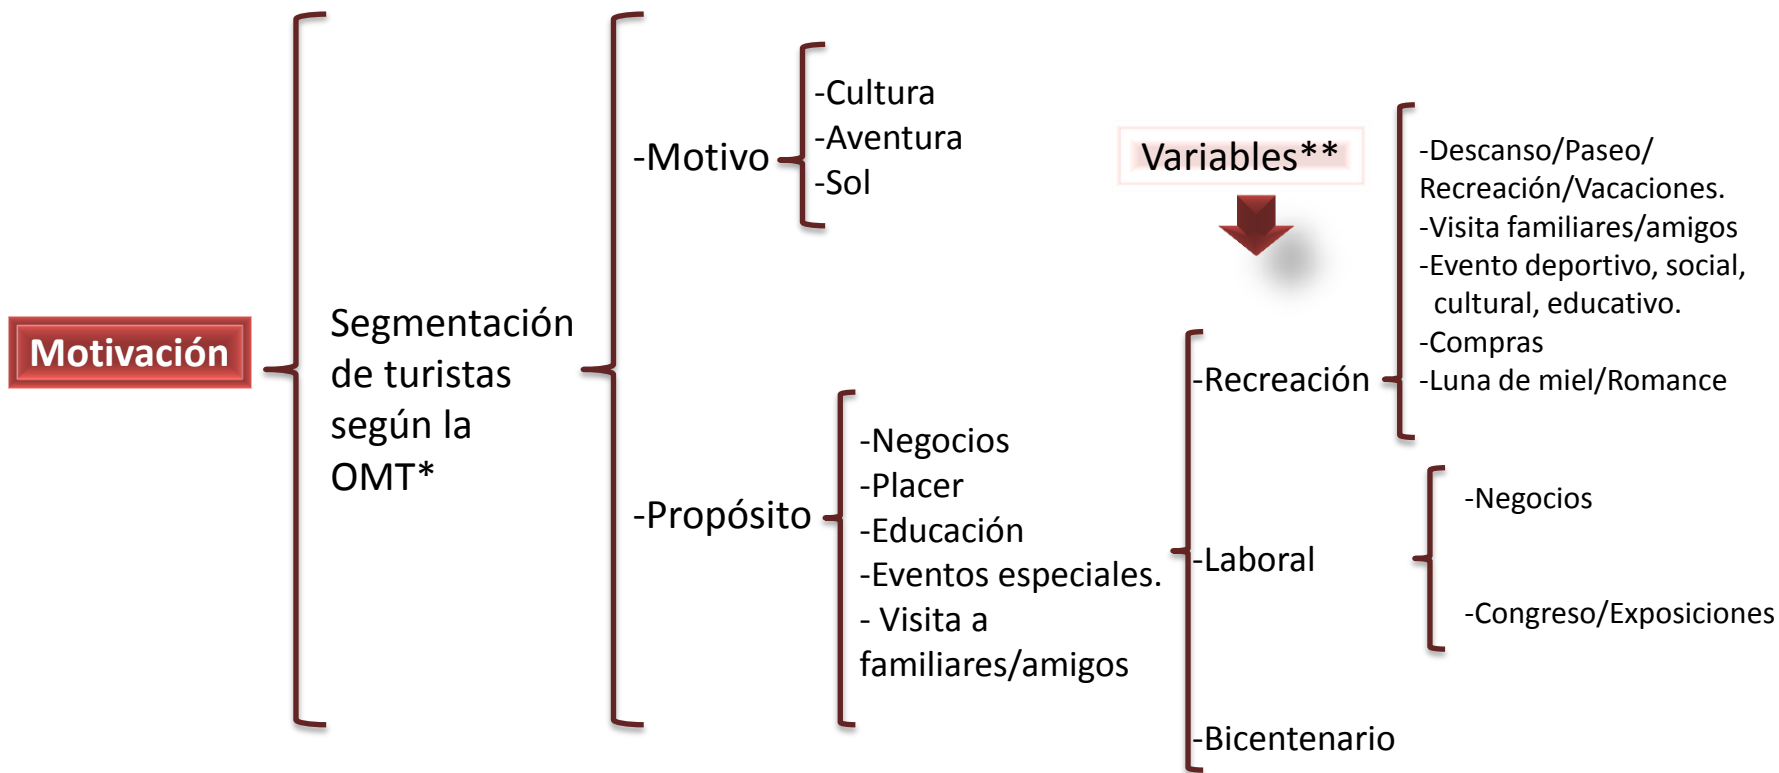 Motivación
Segmentación
de turistas
según la
OMT*
-Motivo
-Cultura
-Aventura
-Sol
-Propósito
-Negocios
-Placer
-Educación
-Eventos especiales.
- Visita a
familiares/amigos
Variables**
-Recreación
-Descanso/Paseo/
Recreación/Vacaciones.
-Visita familiares/amigos
-Evento deportivo, social,
cultural, educativo.
-Compras
-Luna de miel/Romance
-Laboral
-Negocios
-Congreso/Exposiciones
-Bicentenario